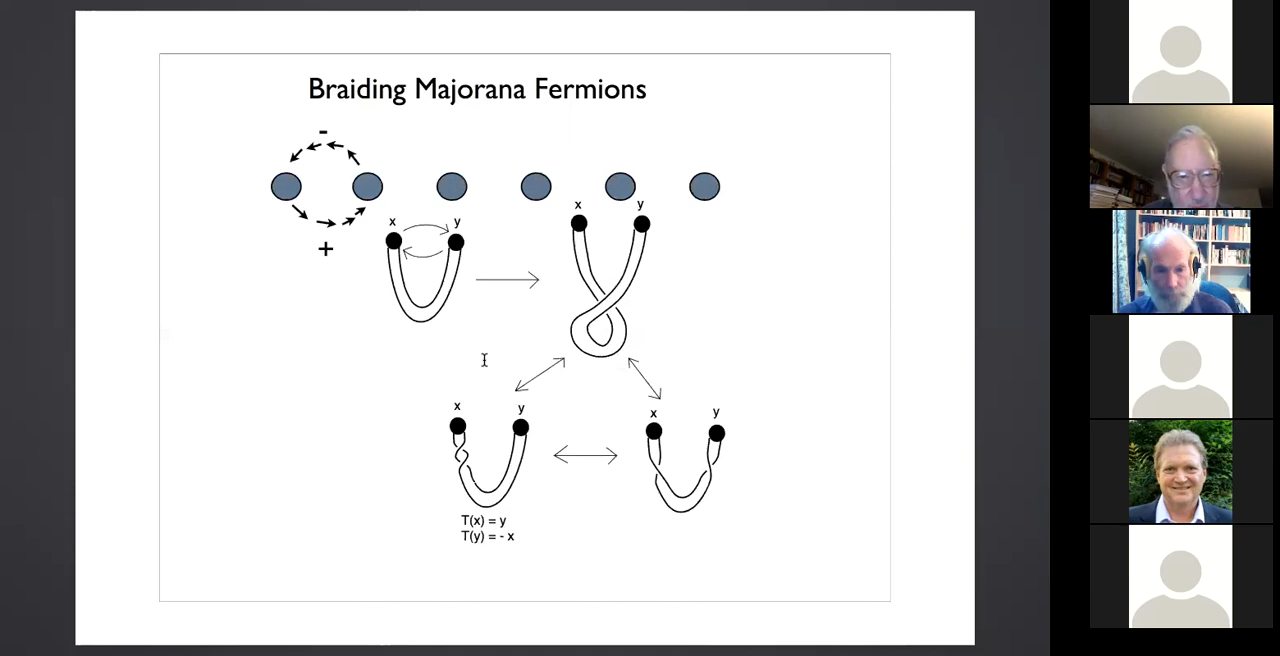 Braiding Majorana Fermions
-
+
x y
x y
x y
x y
T(x) = y
T(y) = - x